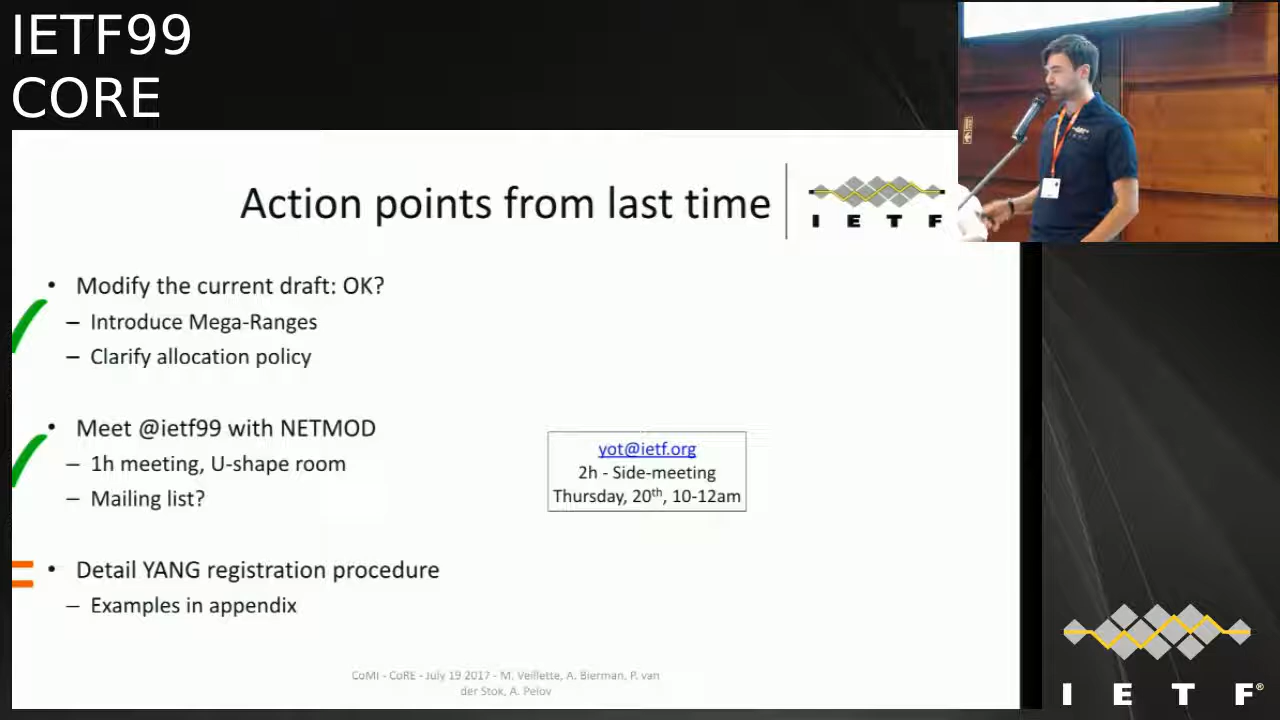 IETF99
CORE
Action points from last time
I E T F
• Modify the current draft: OK?
– Introduce Mega-Ranges
– Clarify allocation policy
• Meet @ietf99 with NETMOD
– 1h meeting, U-shape room
– Mailing list?
yot@ietf.org
2h - Side-meeting
Thursday, 20th, 10-12am
• Detail YANG registration procedure
– Examples in appendix
CoMI - CoRE - July 19 2017 - M. Veillette, A. Bierman, P. van
der Stok, A. Pelov
I E T F®